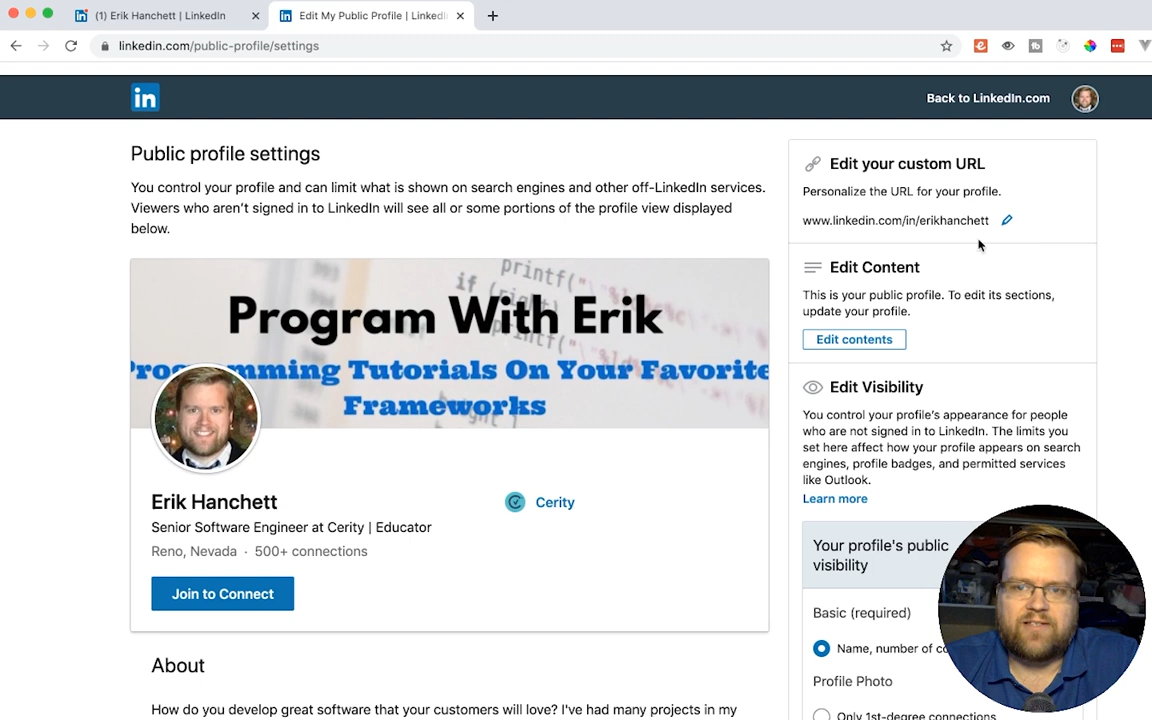 (1) Erik Hanchett | LinkedIn
Edit My Public Profile | Linkedi
linkedin.com/public-profile/settings
in
Back to LinkedIn.com
Public profile settings
You control your profile and can limit what is shown on search engines and other off-LinkedIn services.
Viewers who aren't signed in to LinkedIn will see all or some portions of the profile view displayed
below.
printf("
if (right)
printf("
Program With Erik
Programming Tutorials On Your Favorite
Frameworks
Erik Hanchett
Cerity
Senior Software Engineer at Cerity | Educator
Reno, Nevada · 500+ connections
Join to Connect
About
How do you develop great software that your customers will love? I've had many projects in my
Edit your custom URL
Personalize the URL for your profile.
www.linkedin.com/in/erikhanchett
Edit Content
This is your public profile. To edit its sections,
update your profile.
Edit contents
Edit Visibility
You control your profile's appearance for people
who are not signed in to LinkedIn. The limits you
set here affect how your profile appears on search
engines, profile badges, and permitted services
like Outlook.
Learn more
Your profile's public
visibility
Basic (required)
Name, number of co
Profile Photo
Only 1st-degree connections